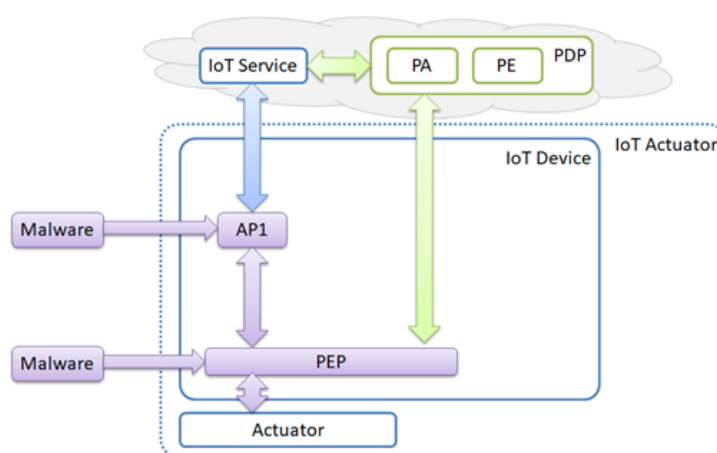 IoT Service
PA
PE
PDP
IoT Actuator
IoT Device
Malware
AP1
Malware
PEP
Actuator